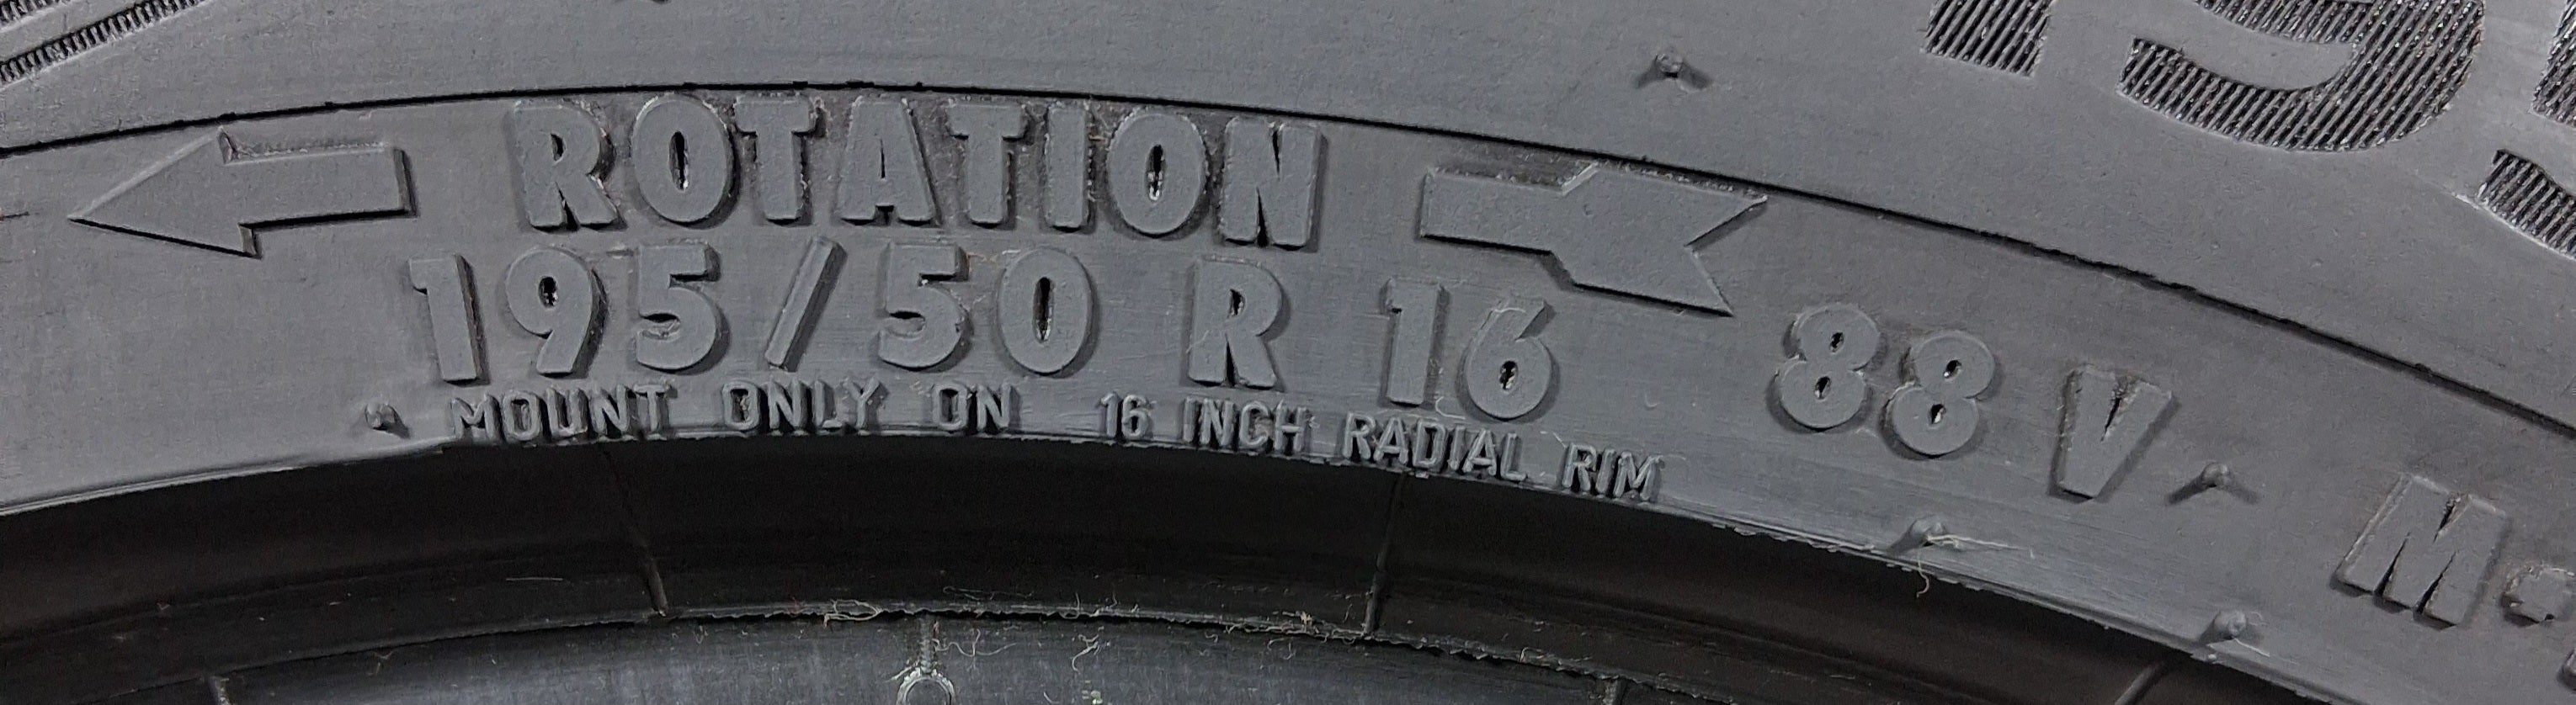 ROTATION
195/50 R 16 88 V
MOUNT ONLY ON 16 INCH RADIAL RIM